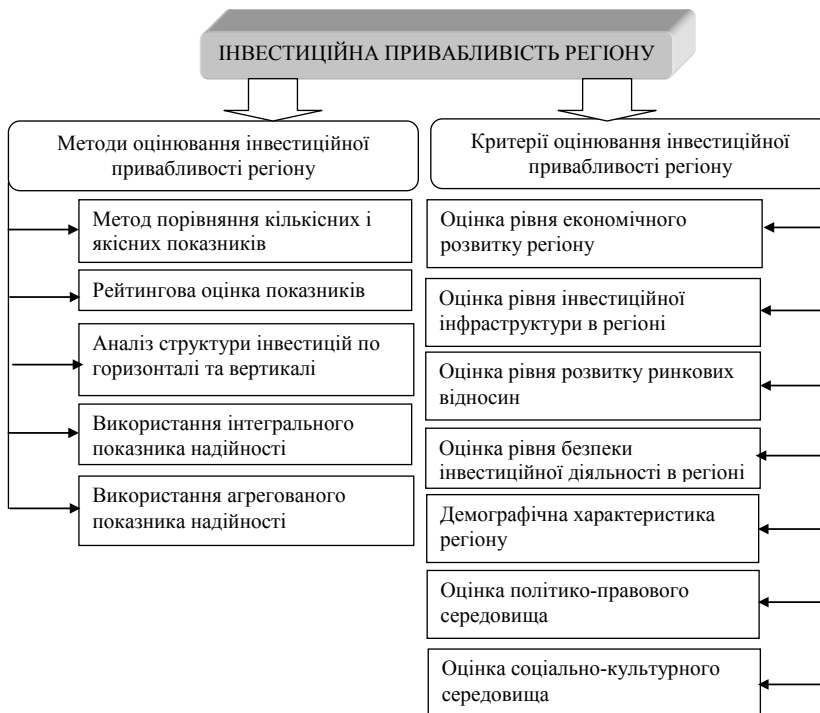 ІНВЕСТИЦІЙНА ПРИВАБЛИВІСТЬ РЕГІОНУ
Методи оцінювання інвестиційної
привабливості регіону
Метод порівняння кількісних і
якісних показників
Рейтингова оцінка показників
Аналіз структури інвестицій по
горизонталі та вертикалі
Використання інтегрального
показника надійності
Використання агрегованого
показника надійності
Критерії оцінювання інвестиційної
привабливості регіону
Оцінка рівня економічного
розвитку регіону
Оцінка рівня інвестиційної
інфраструктури в регіоні
Оцінка рівня розвитку ринкових
відносин
Оцінка рівня безпеки
інвестиційної діяльності в регіоні
Демографічна характеристика
регіону
Оцінка політико-правового
середовища
Оцінка соціально-культурного
середовища